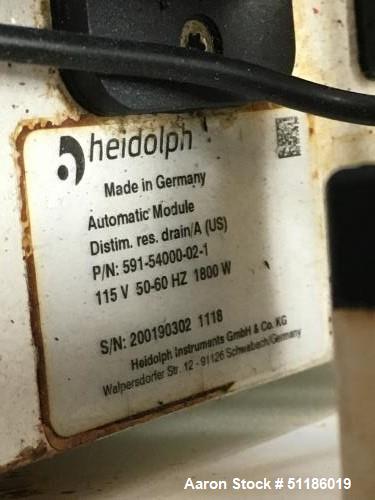 heidolph
Made in Germany
Automatic Module
Distim. res. drain/A (US)
P/N: 591-54000-02-1
115 V 50-60 HZ 1800 W
S/N: 200190302 1118
Heidolph Instruments GmbH & Co. KG
Walpersdorfer Str. 12 - 91126 Schwabach/Germany
Aaron Stock # 51186019